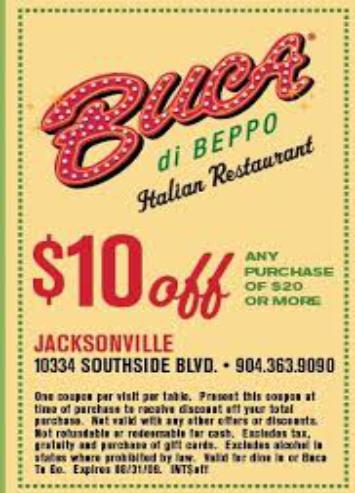 BUCA
di BEPPO
Italian Restaurant
$10 off
ANY
PURCHASE
OF $20
OR MORE
JACKSONVILLE
10334 SOUTHSIDE BLVD. • 904.363.9090
One coupon per visit per table. Present this coupon at
time of purchase to receive discount off your total
purchase. Not valid with any other offers or discounts.
Not refundable or redeemable for cash. Excludes tax,
gratuity and purchase of gift cards. Excludes alcohol in
states where prohibited by law. Valid for dine in or Buca
To Go. Expires 08/31/08.